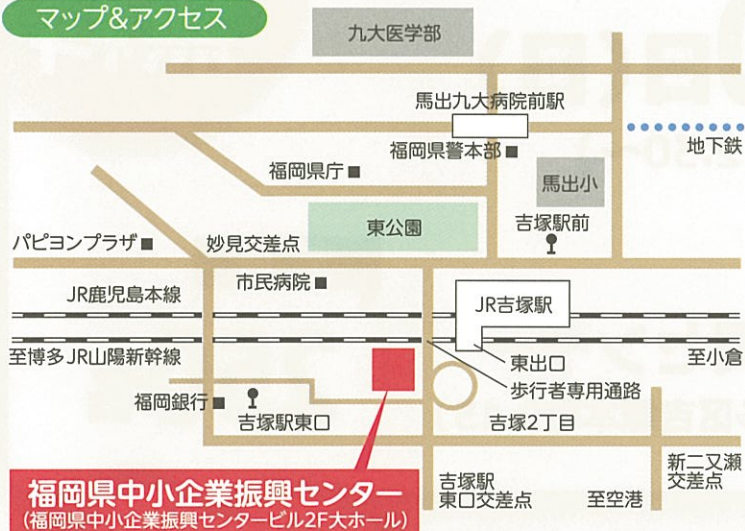 マップ&アクセス
九大医学部
馬出九大病院前駅
地下鉄
福岡県警本部■
福岡県庁■
馬出小
東公園
吉塚駅前
パピヨンプラザ■
妙見交差点
市民病院■
JR鹿児島本線
JR吉塚駅
至博多
JR山陽新幹線
至小倉
東出口
歩行者専用通路
福岡銀行■
吉塚駅東口
吉塚2丁目
新二又瀬
交差点
吉塚駅
東口交差点
至空港
福岡県中小企業振興センター
(福岡県中小企業振興センタービル2F大ホール)